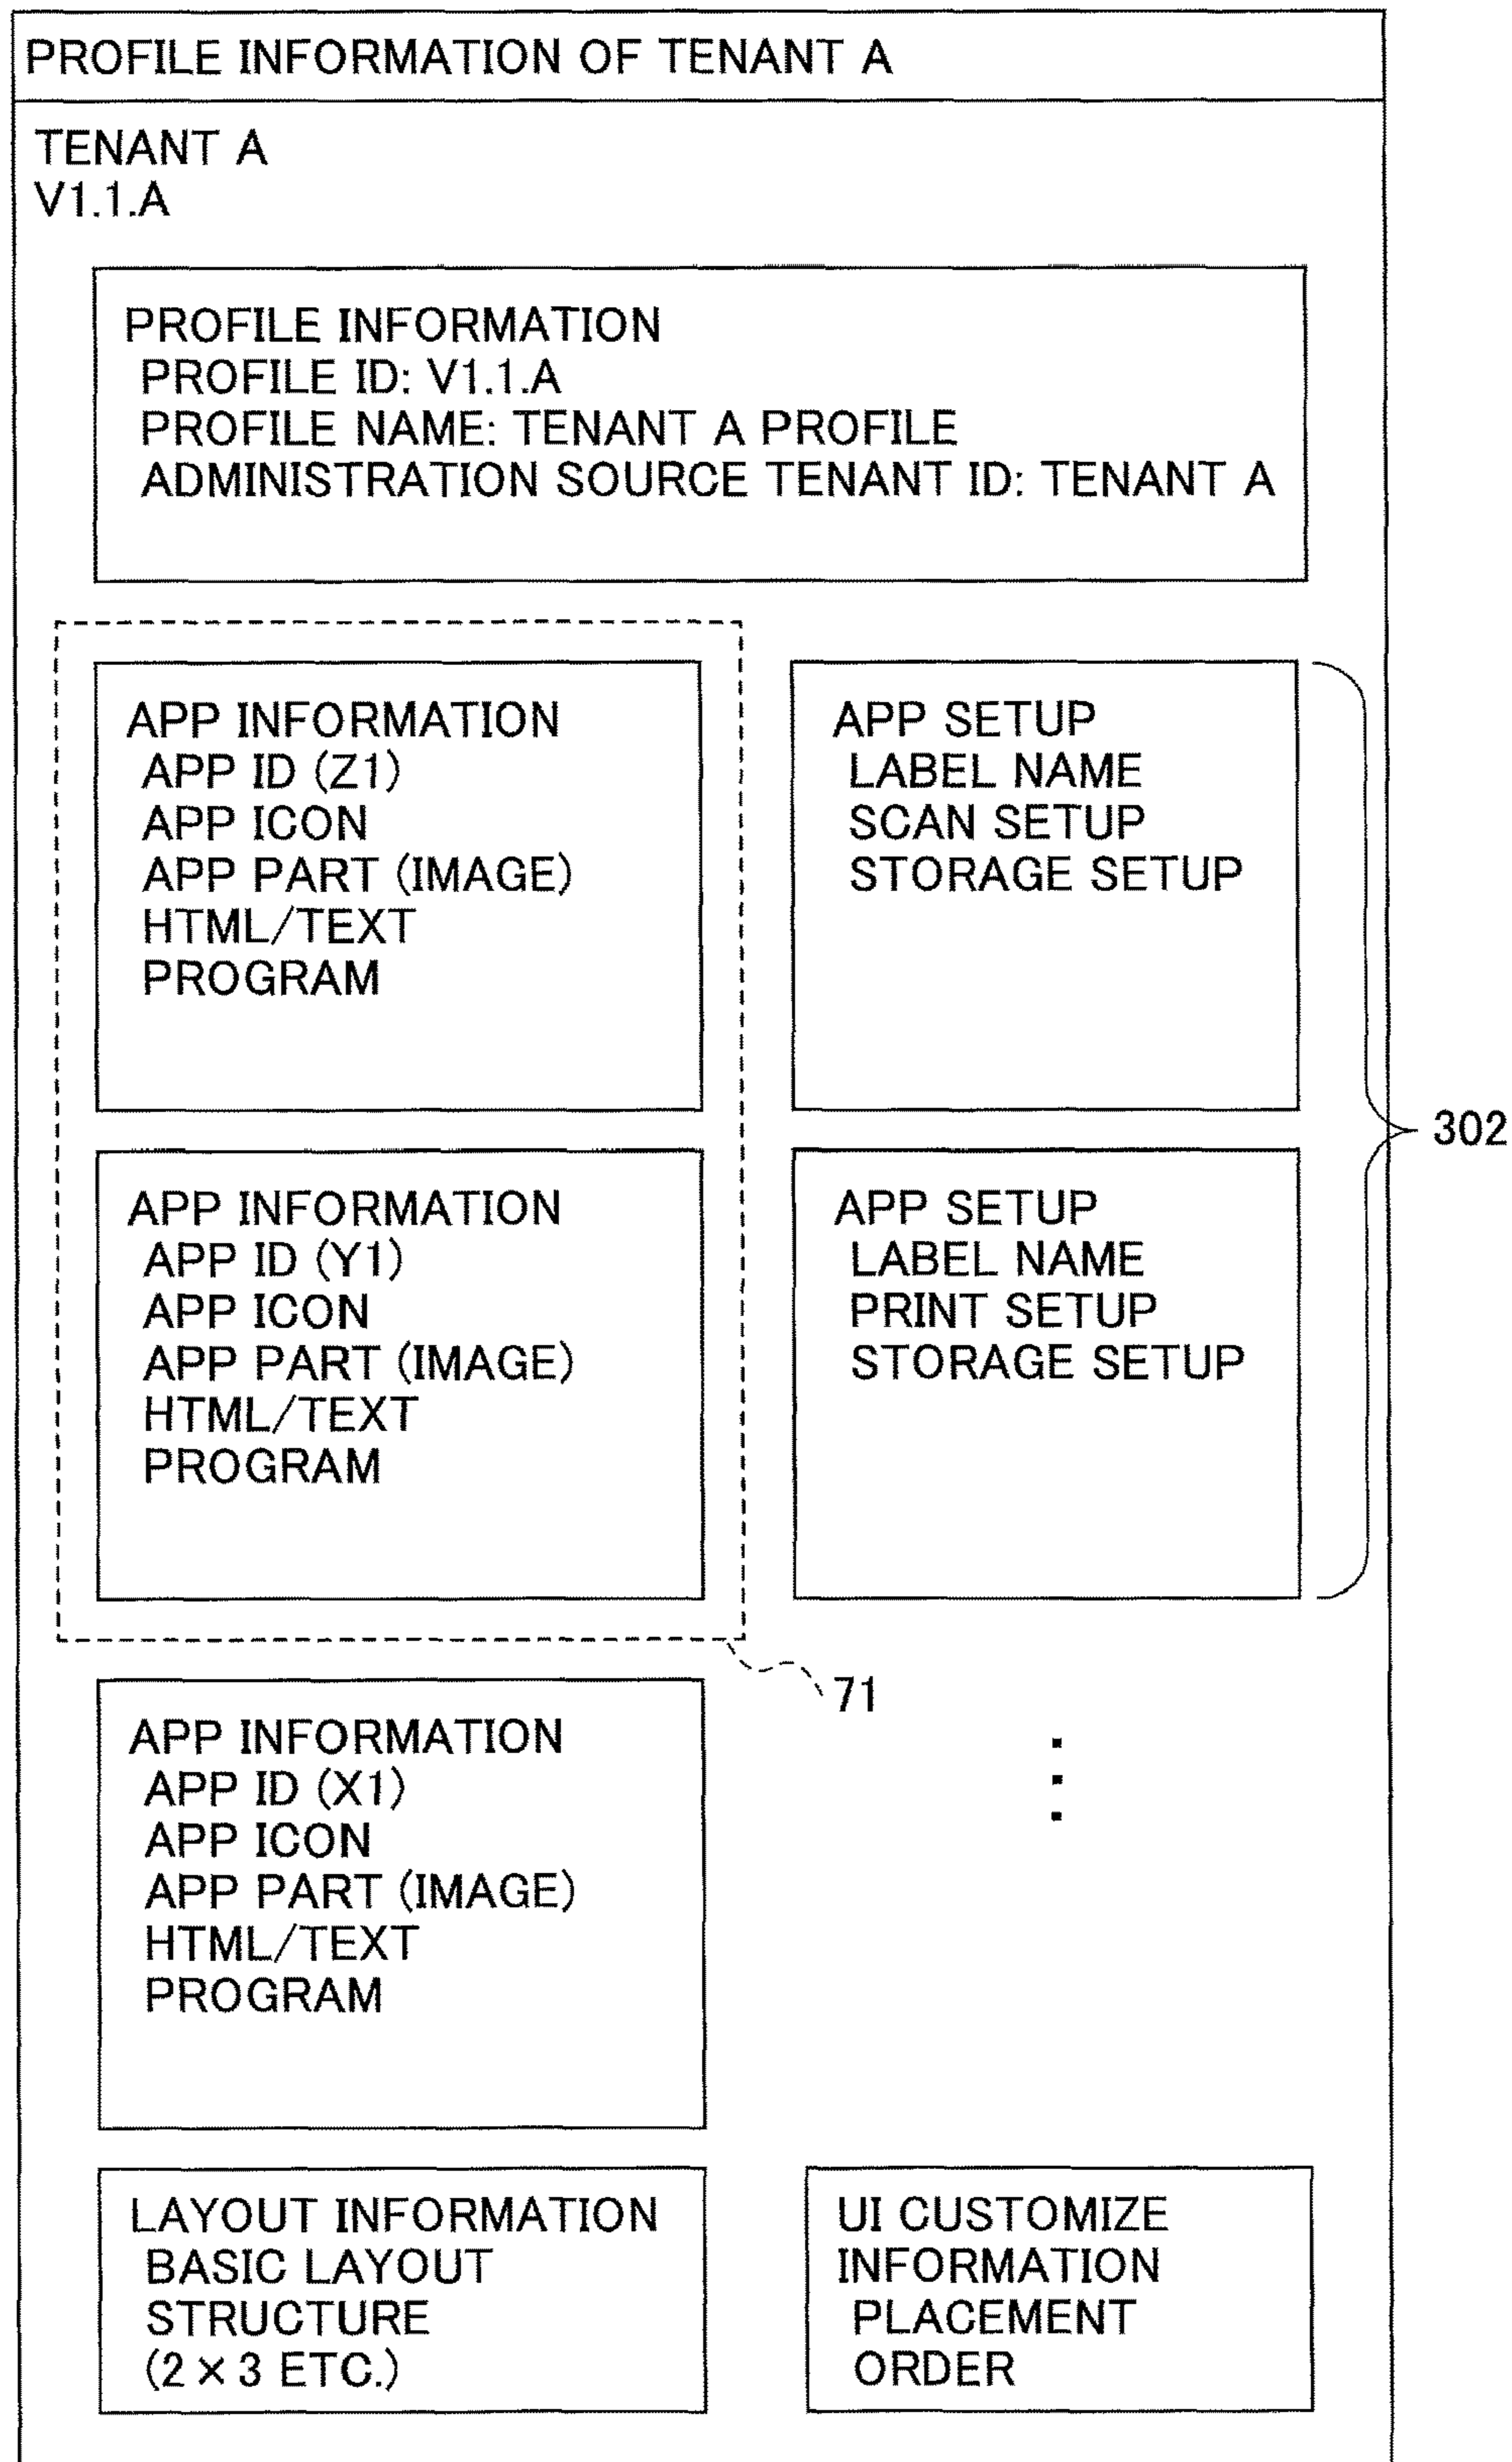 PROFILE INFORMATION OF TENANT A
TENANT A
V1.1.A
PROFILE INFORMATION
PROFILE ID: V1.1.A
PROFILE NAME: TENANT A PROFILE
ADMINISTRATION SOURCE TENANT ID: TENANT A
APP INFORMATION
APP ID (Z1)
APP ICON
APP PART (IMAGE)
HTML/TEXT
PROGRAM
APP SETUP
LABEL NAME
SCAN SETUP
STORAGE SETUP
302
APP INFORMATION
APP ID (Y1)
APP ICON
APP PART (IMAGE)
HTML/TEXT
PROGRAM
APP SETUP
LABEL NAME
PRINT SETUP
STORAGE SETUP
71
APP INFORMATION
APP ID (X1)
APP ICON
APP PART (IMAGE)
HTML/TEXT
PROGRAM
LAYOUT INFORMATION
BASIC LAYOUT
STRUCTURE
(2 × 3 ETC.)
UI CUSTOMIZE
INFORMATION
PLACEMENT
ORDER